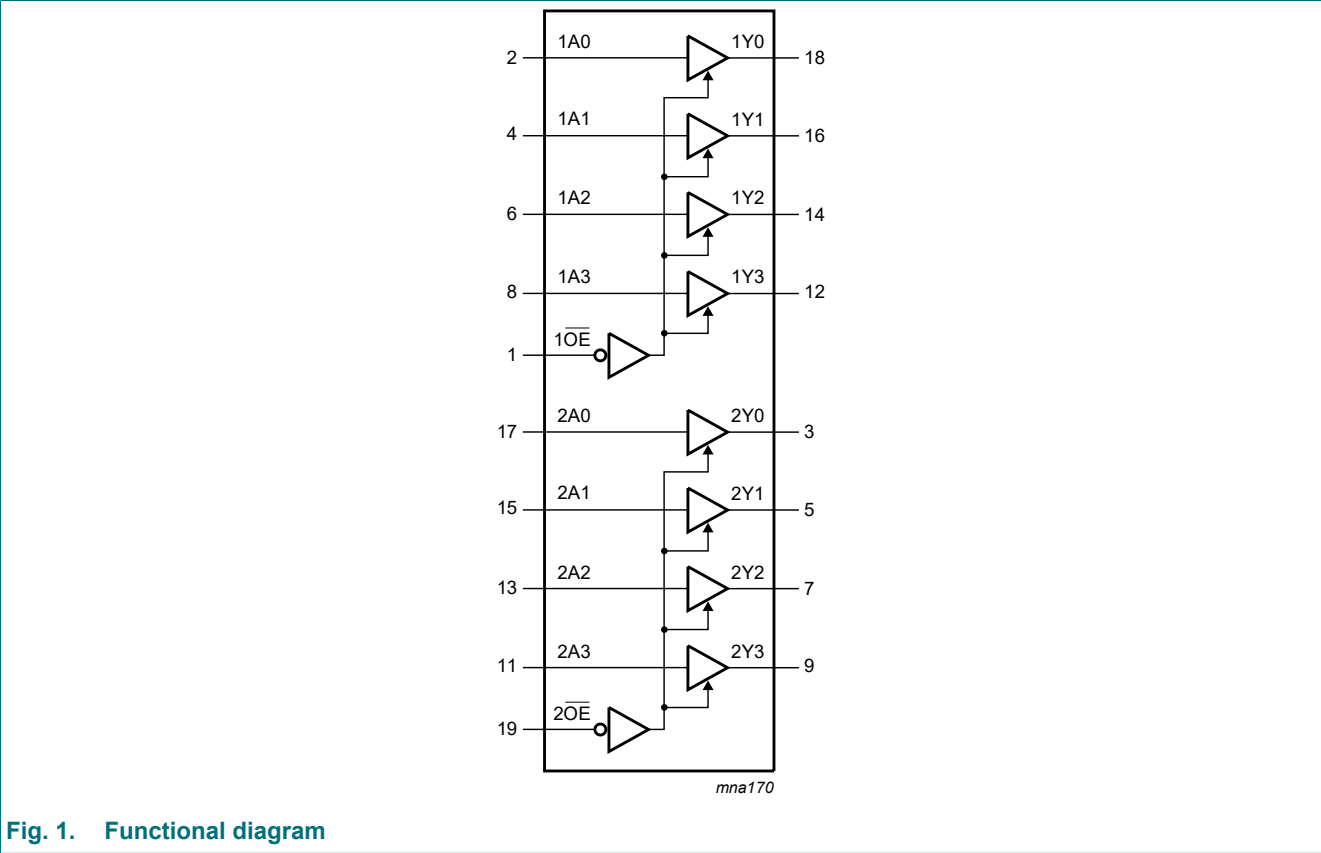 2 1A0 1Y0 18
4 1A1 1Y1 16
6 1A2 1Y2 14
8 1A3 1Y3 12
1 1O̅E̅
17 2A0 2Y0 3
15 2A1 2Y1 5
13 2A2 2Y2 7
11 2A3 2Y3 9
19 2O̅E̅
mna170
Fig. 1. Functional diagram